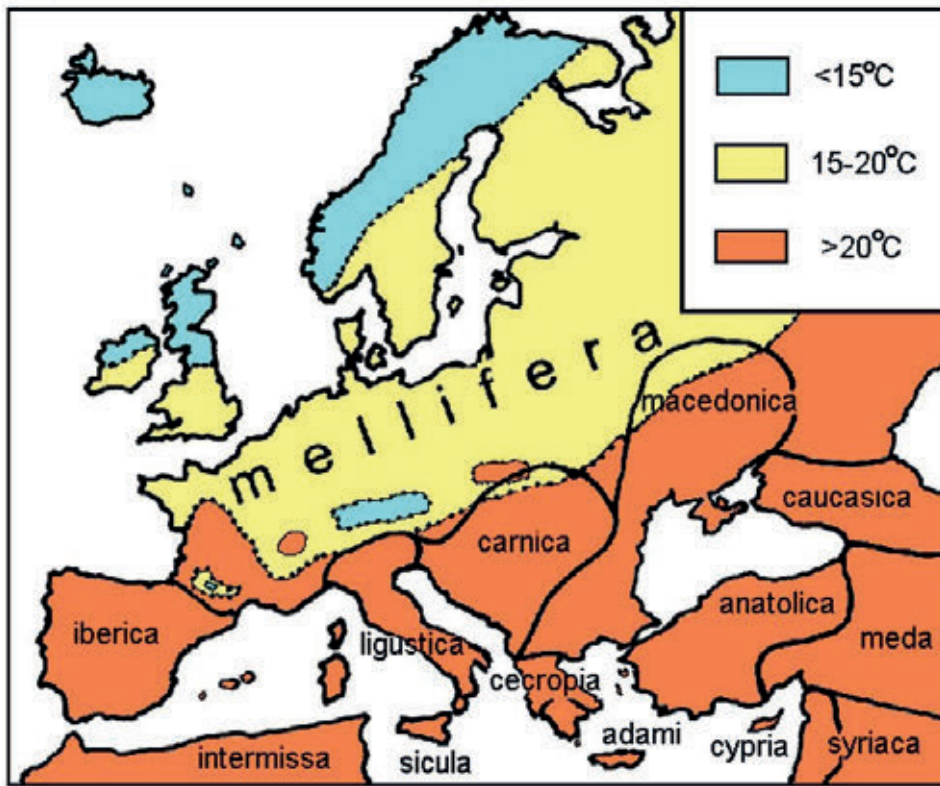 <15°C
15-20°C
>20°C
mellifera
macedonica
caucasica
carnica
anatolica
iberica
ligustica
meda
cecropia
adami
intermissa
sicula
cypria
syriaca